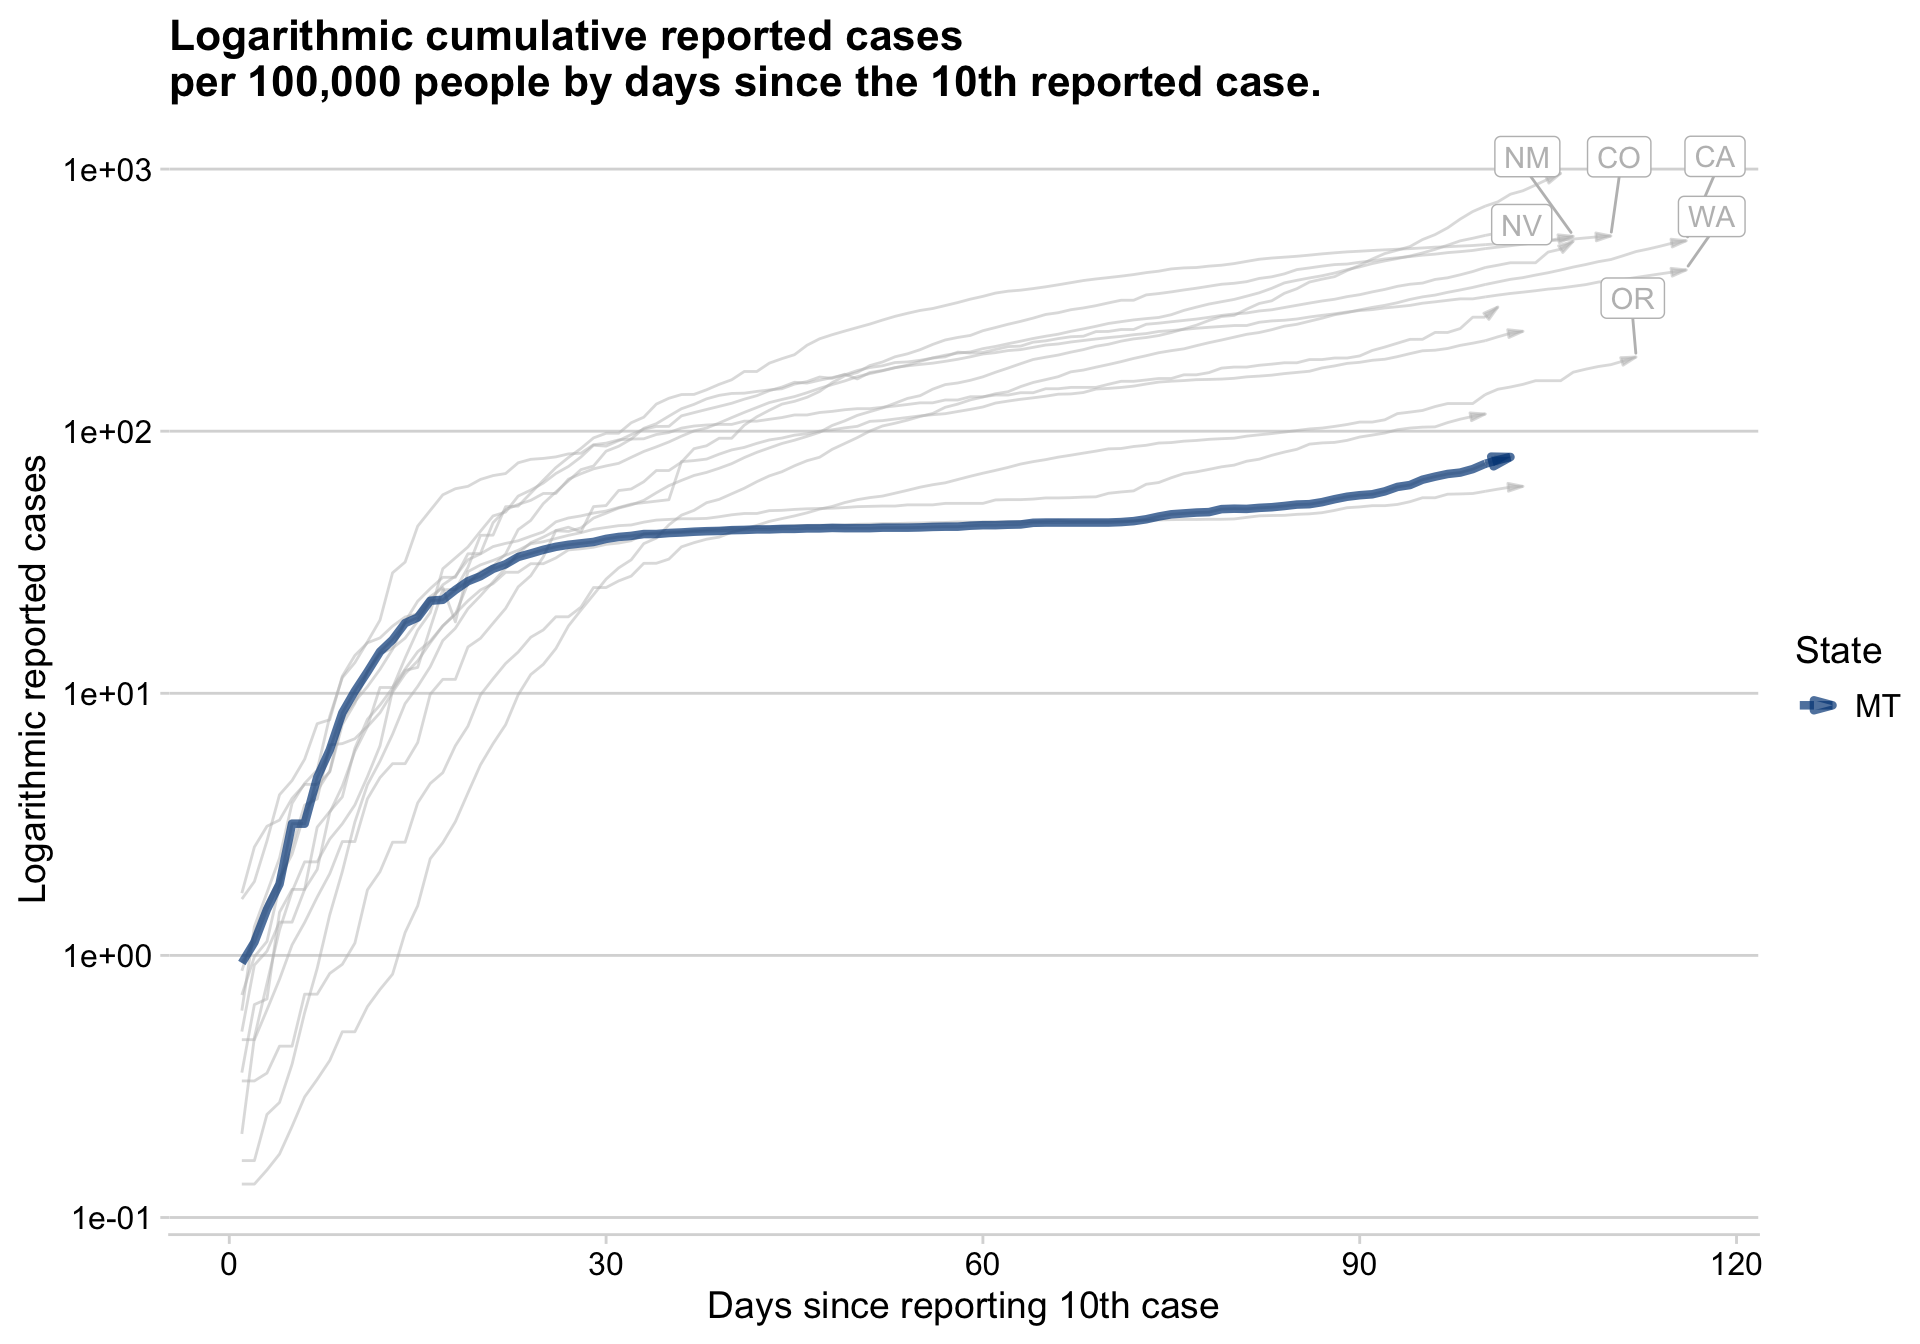 Logarithmic cumulative reported cases
per 100,000 people by days since the 10th reported case.
Logarithmic reported cases
1e+03
1e+02
1e+01
1e+00
1e-01
NM
CO
CA
NV
WA
OR
State
MT
0
30
60
90
120
Days since reporting 10th case